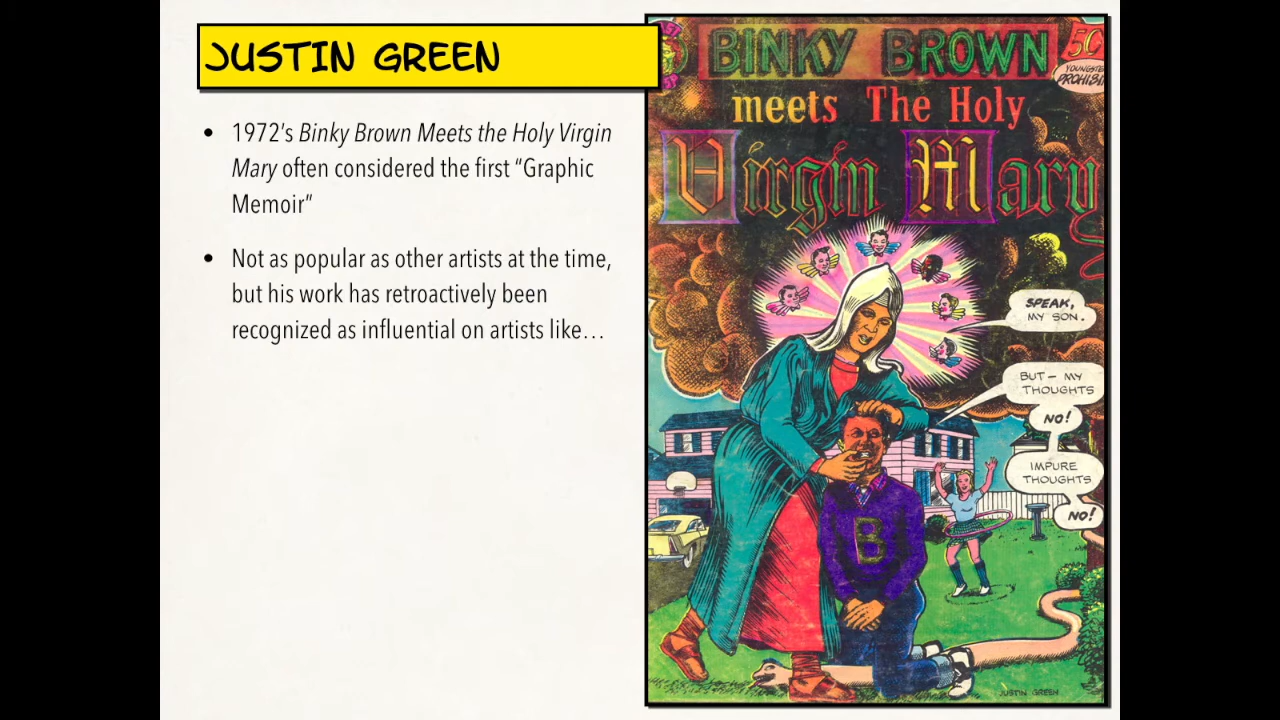 JUSTIN GREEN
• 1972's Binky Brown Meets the Holy Virgin
Mary often considered the first “Graphic
Memoir”
• Not as popular as other artists at the time,
but his work has retroactively been
recognized as influential on artists like…
BINKY BROWN
meets The Holy
Virgin Mary
SPEAK,
MY SON.
BUT— MY
THOUGHTS
NO!
IMPURE
THOUGHTS
NO!
B
JUSTIN GREEN